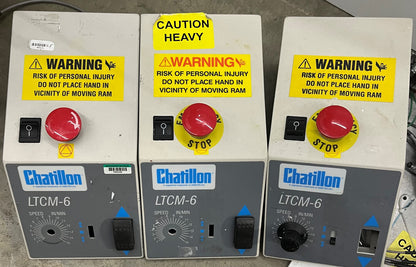 WARNING
RISK OF PERSONAL INJURY
DO NOT PLACE HAND IN
VICINITY OF MOVING RAM
Chatillon
LTCM-6
SPEED IN/MIN
CAUTION
HEAVY
WARNING
RISK OF PERSONAL INJURY
DO NOT PLACE HAND IN
VICINITY OF MOVING RAM
STOP
Chatillon
LTCM-6
SPEED IN/MIN
WARNING
RISK OF PERSONAL INJURY
DO NOT PLACE HAND IN
VICINITY OF MOVING RAM
STOP
Chatillon
LTCM-6
SPEED IN/MIN